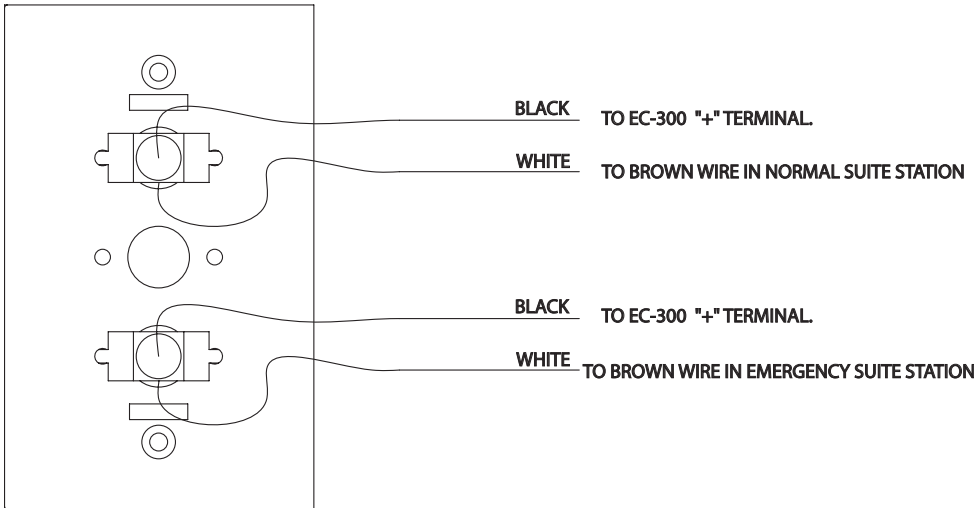 BLACK TO EC-300 "+" TERMINAL.
WHITE TO BROWN WIRE IN NORMAL SUITE STATION
BLACK TO EC-300 "+" TERMINAL.
WHITE TO BROWN WIRE IN EMERGENCY SUITE STATION